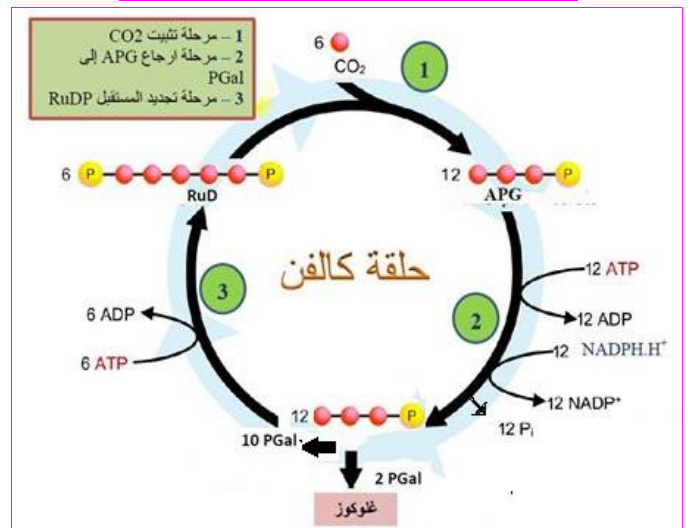 1 – مرحلة تثبيت CO2
2 – مرحلة ارجاع APG إلى
PGal
3 – مرحلة تجديد المستقبل RuDP
6
CO₂
1
6 P P
RuD
12 P
APG
حلقة كالفن
3
2
12 ATP
12 ADP
12 NADPH.H⁺
12 NADP⁺
12 Pᵢ
6 ADP
6 ATP
12 P
10 PGal
2 PGal
غلوكوز